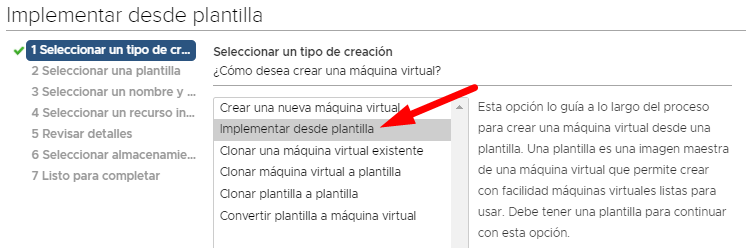 Implementar desde plantilla
1 Seleccionar un tipo de cr...
2 Seleccionar una plantilla
3 Seleccionar un nombre y ...
4 Seleccionar un recurso in...
5 Revisar detalles
6 Seleccionar almacenamie...
7 Listo para completar
Seleccionar un tipo de creación
¿Cómo desea crear una máquina virtual?
Crear una nueva máquina virtual
Implementar desde plantilla
Clonar una máquina virtual existente
Clonar máquina virtual a plantilla
Clonar plantilla a plantilla
Convertir plantilla a máquina virtual
Esta opción lo guía a lo largo del proceso
para crear una máquina virtual desde una
plantilla. Una plantilla es una imagen maestra
de una máquina virtual que permite crear
con facilidad máquinas virtuales listas para
usar. Debe tener una plantilla para continuar
con esta opción.